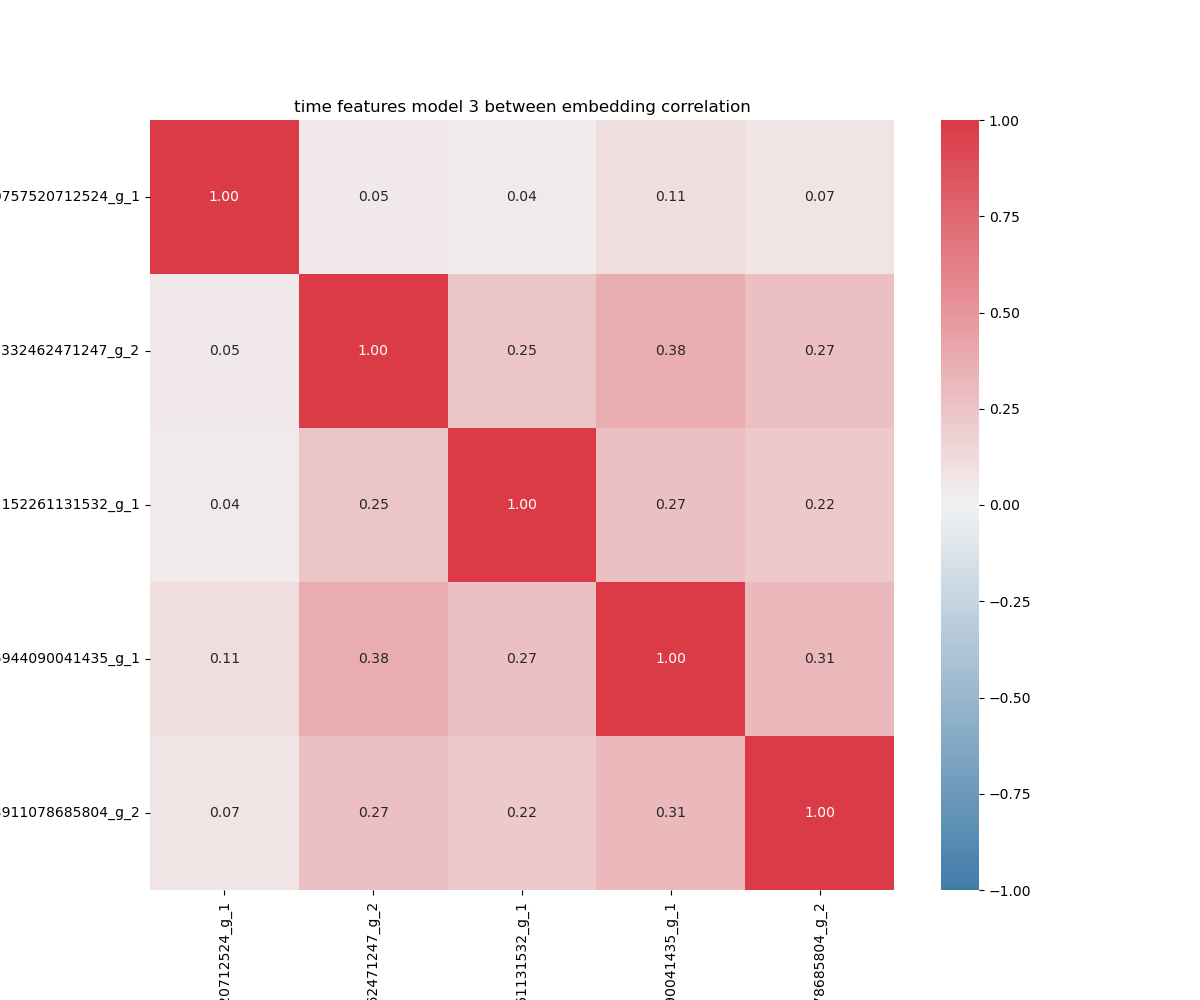 time features model 3 between embedding correlation
757520712524_g_1
1.00 0.05 0.04 0.11 0.07
332462471247_g_2
0.05 1.00 0.25 0.38 0.27
152261131532_g_1
0.04 0.25 1.00 0.27 0.22
944090041435_g_1
0.11 0.38 0.27 1.00 0.31
911078685804_g_2
0.07 0.27 0.22 0.31 1.00
20712524_g_1
62471247_g_2
61131532_g_1
90041435_g_1
78685804_g_2
1.00
0.75
0.50
0.25
0.00
−0.25
−0.50
−0.75
−1.00